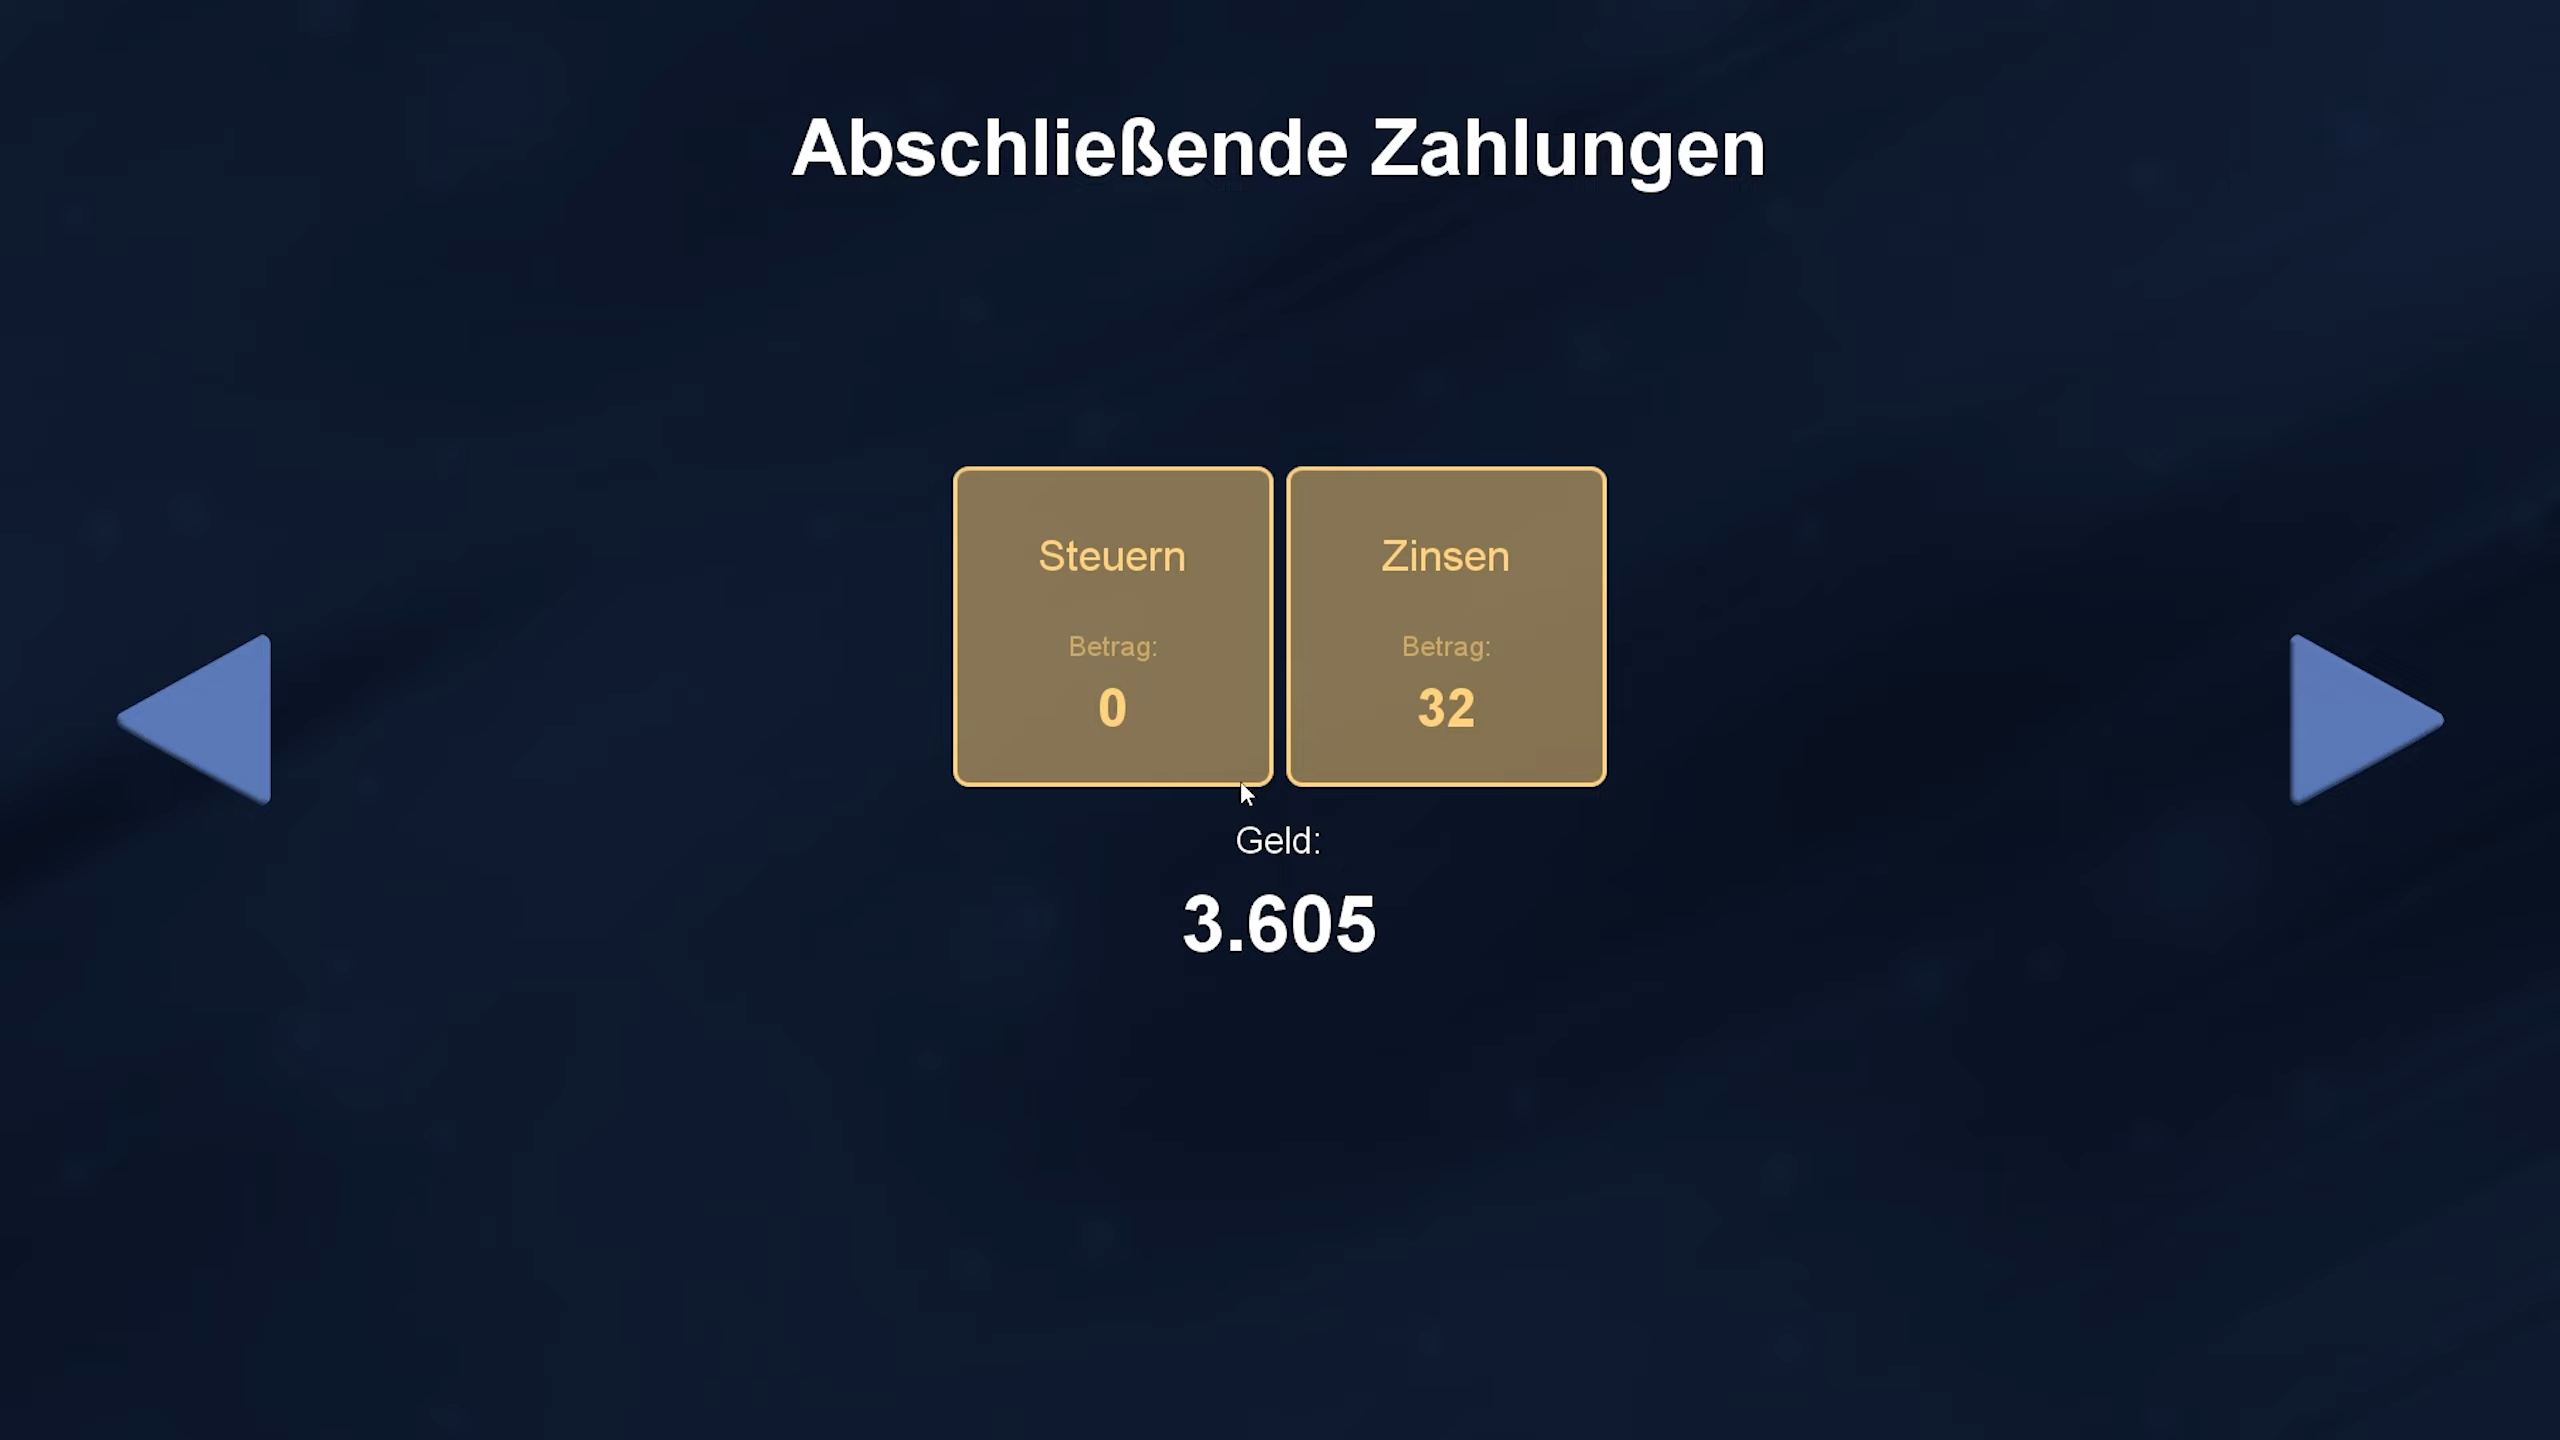 Abschließende Zahlungen
Steuern
Betrag:
0
Zinsen
Betrag:
32
Geld:
3.605